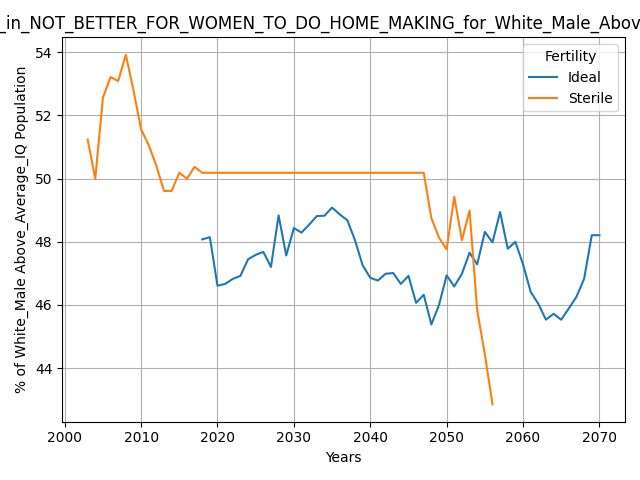 _in_NOT_BETTER_FOR_WOMEN_TO_DO_HOME_MAKING_for_White_Male_Abov
Fertility
Ideal
Sterile
54
52
50
48
46
44
% of White_Male Above_Average_IQ Population
2000 2010 2020 2030 2040 2050 2060 2070
Years